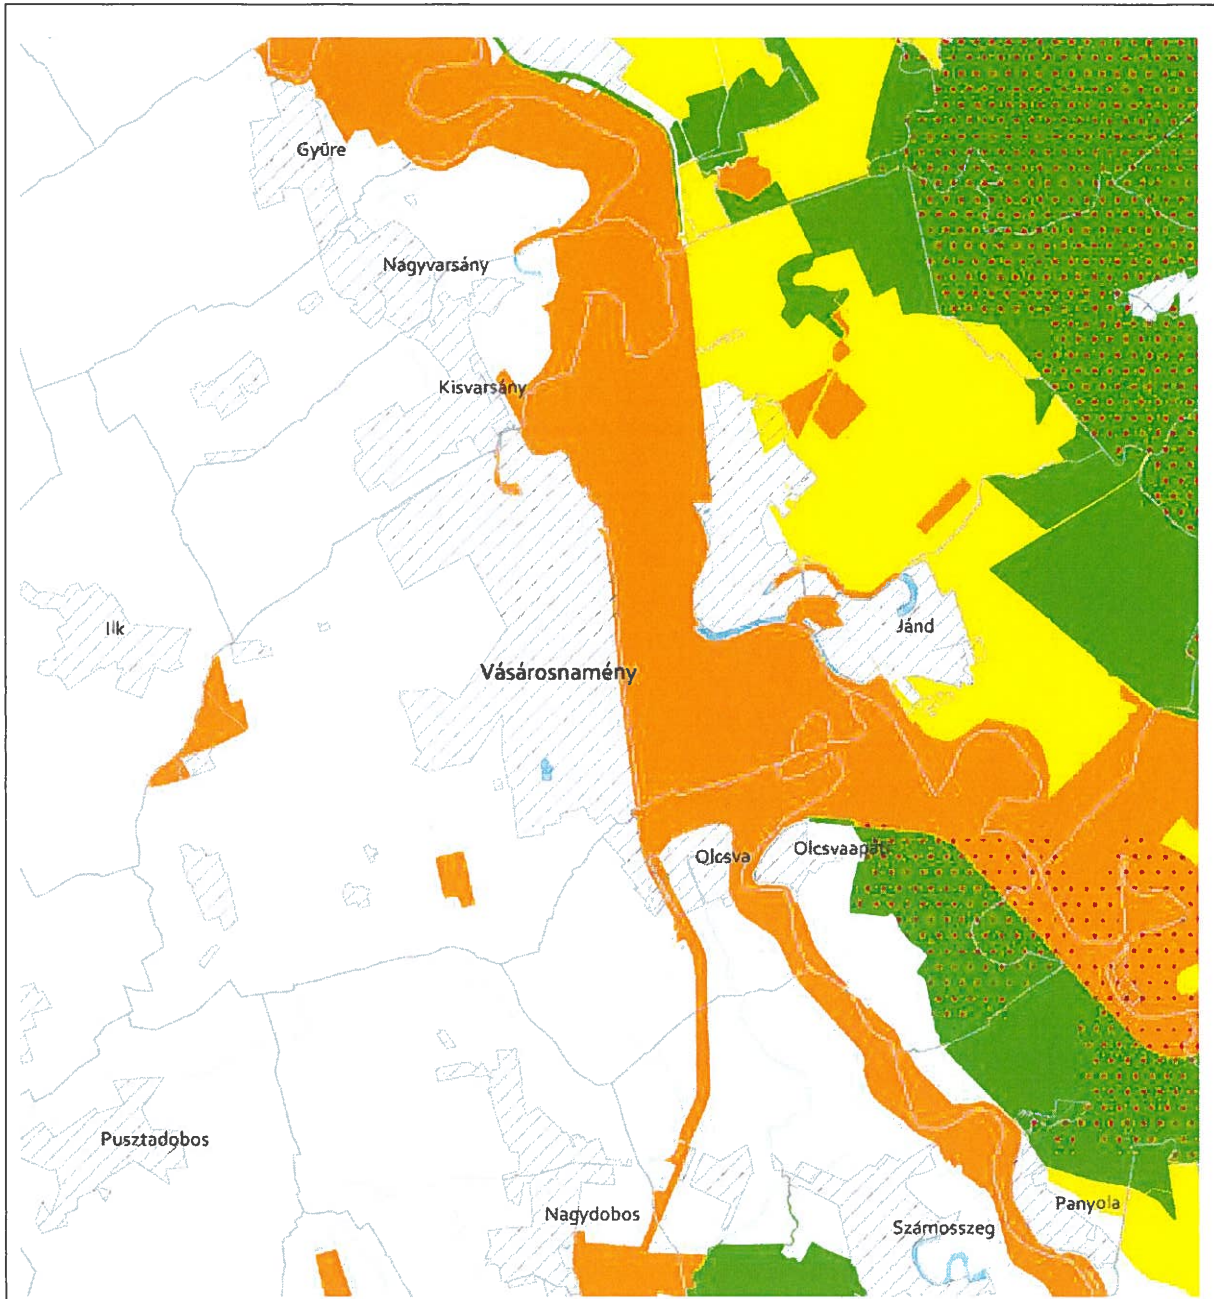 Gyüre
Nagyvarsány
Kisvarsány
Ilk
Jánd
Vásárosnamény
Olcsva
Olcsvaapáti
Pusztadobos
Nagydobos
Panyola
Számosszeg